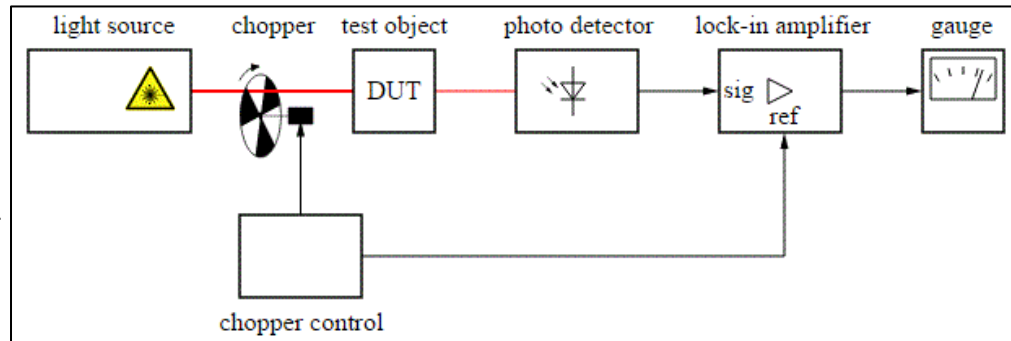 light source
chopper
test object
photo detector
lock-in amplifier
gauge
DUT
sig
ref
chopper control